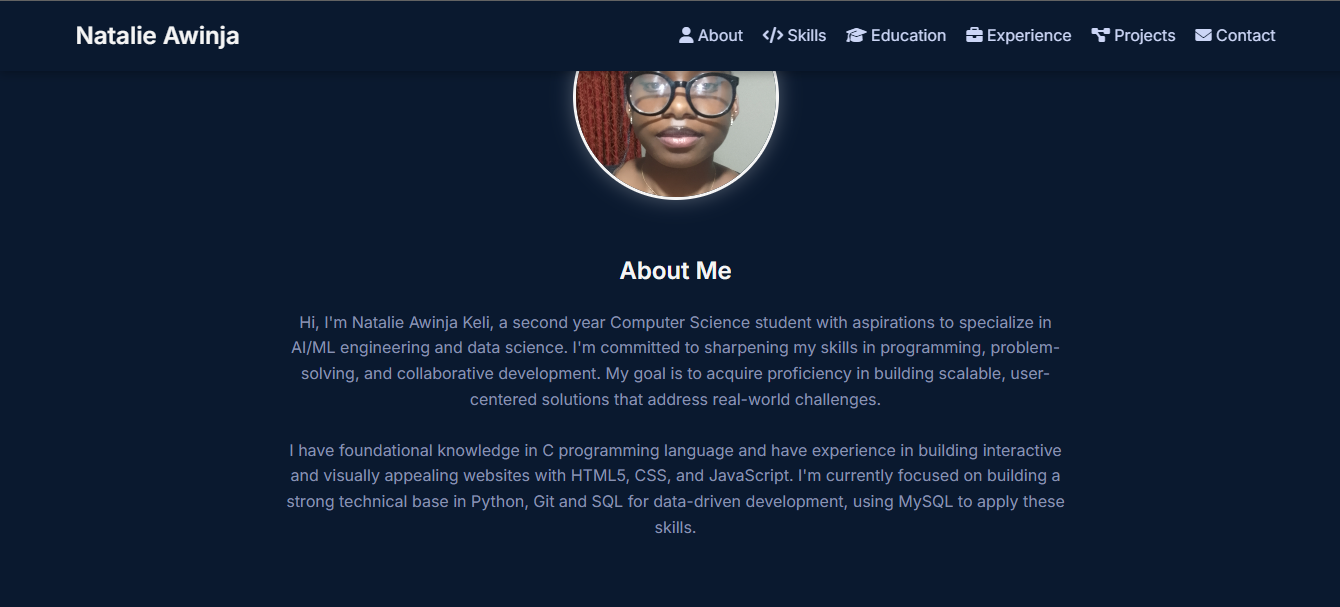 Natalie Awinja
About Skills Education Experience Projects Contact
About Me
Hi, I'm Natalie Awinja Keli, a second year Computer Science student with aspirations to specialize in
AI/ML engineering and data science. I'm committed to sharpening my skills in programming, problem-
solving, and collaborative development. My goal is to acquire proficiency in building scalable, user-
centered solutions that address real-world challenges.
I have foundational knowledge in C programming language and have experience in building interactive
and visually appealing websites with HTML5, CSS, and JavaScript. I'm currently focused on building a
strong technical base in Python, Git and SQL for data-driven development, using MySQL to apply these
skills.